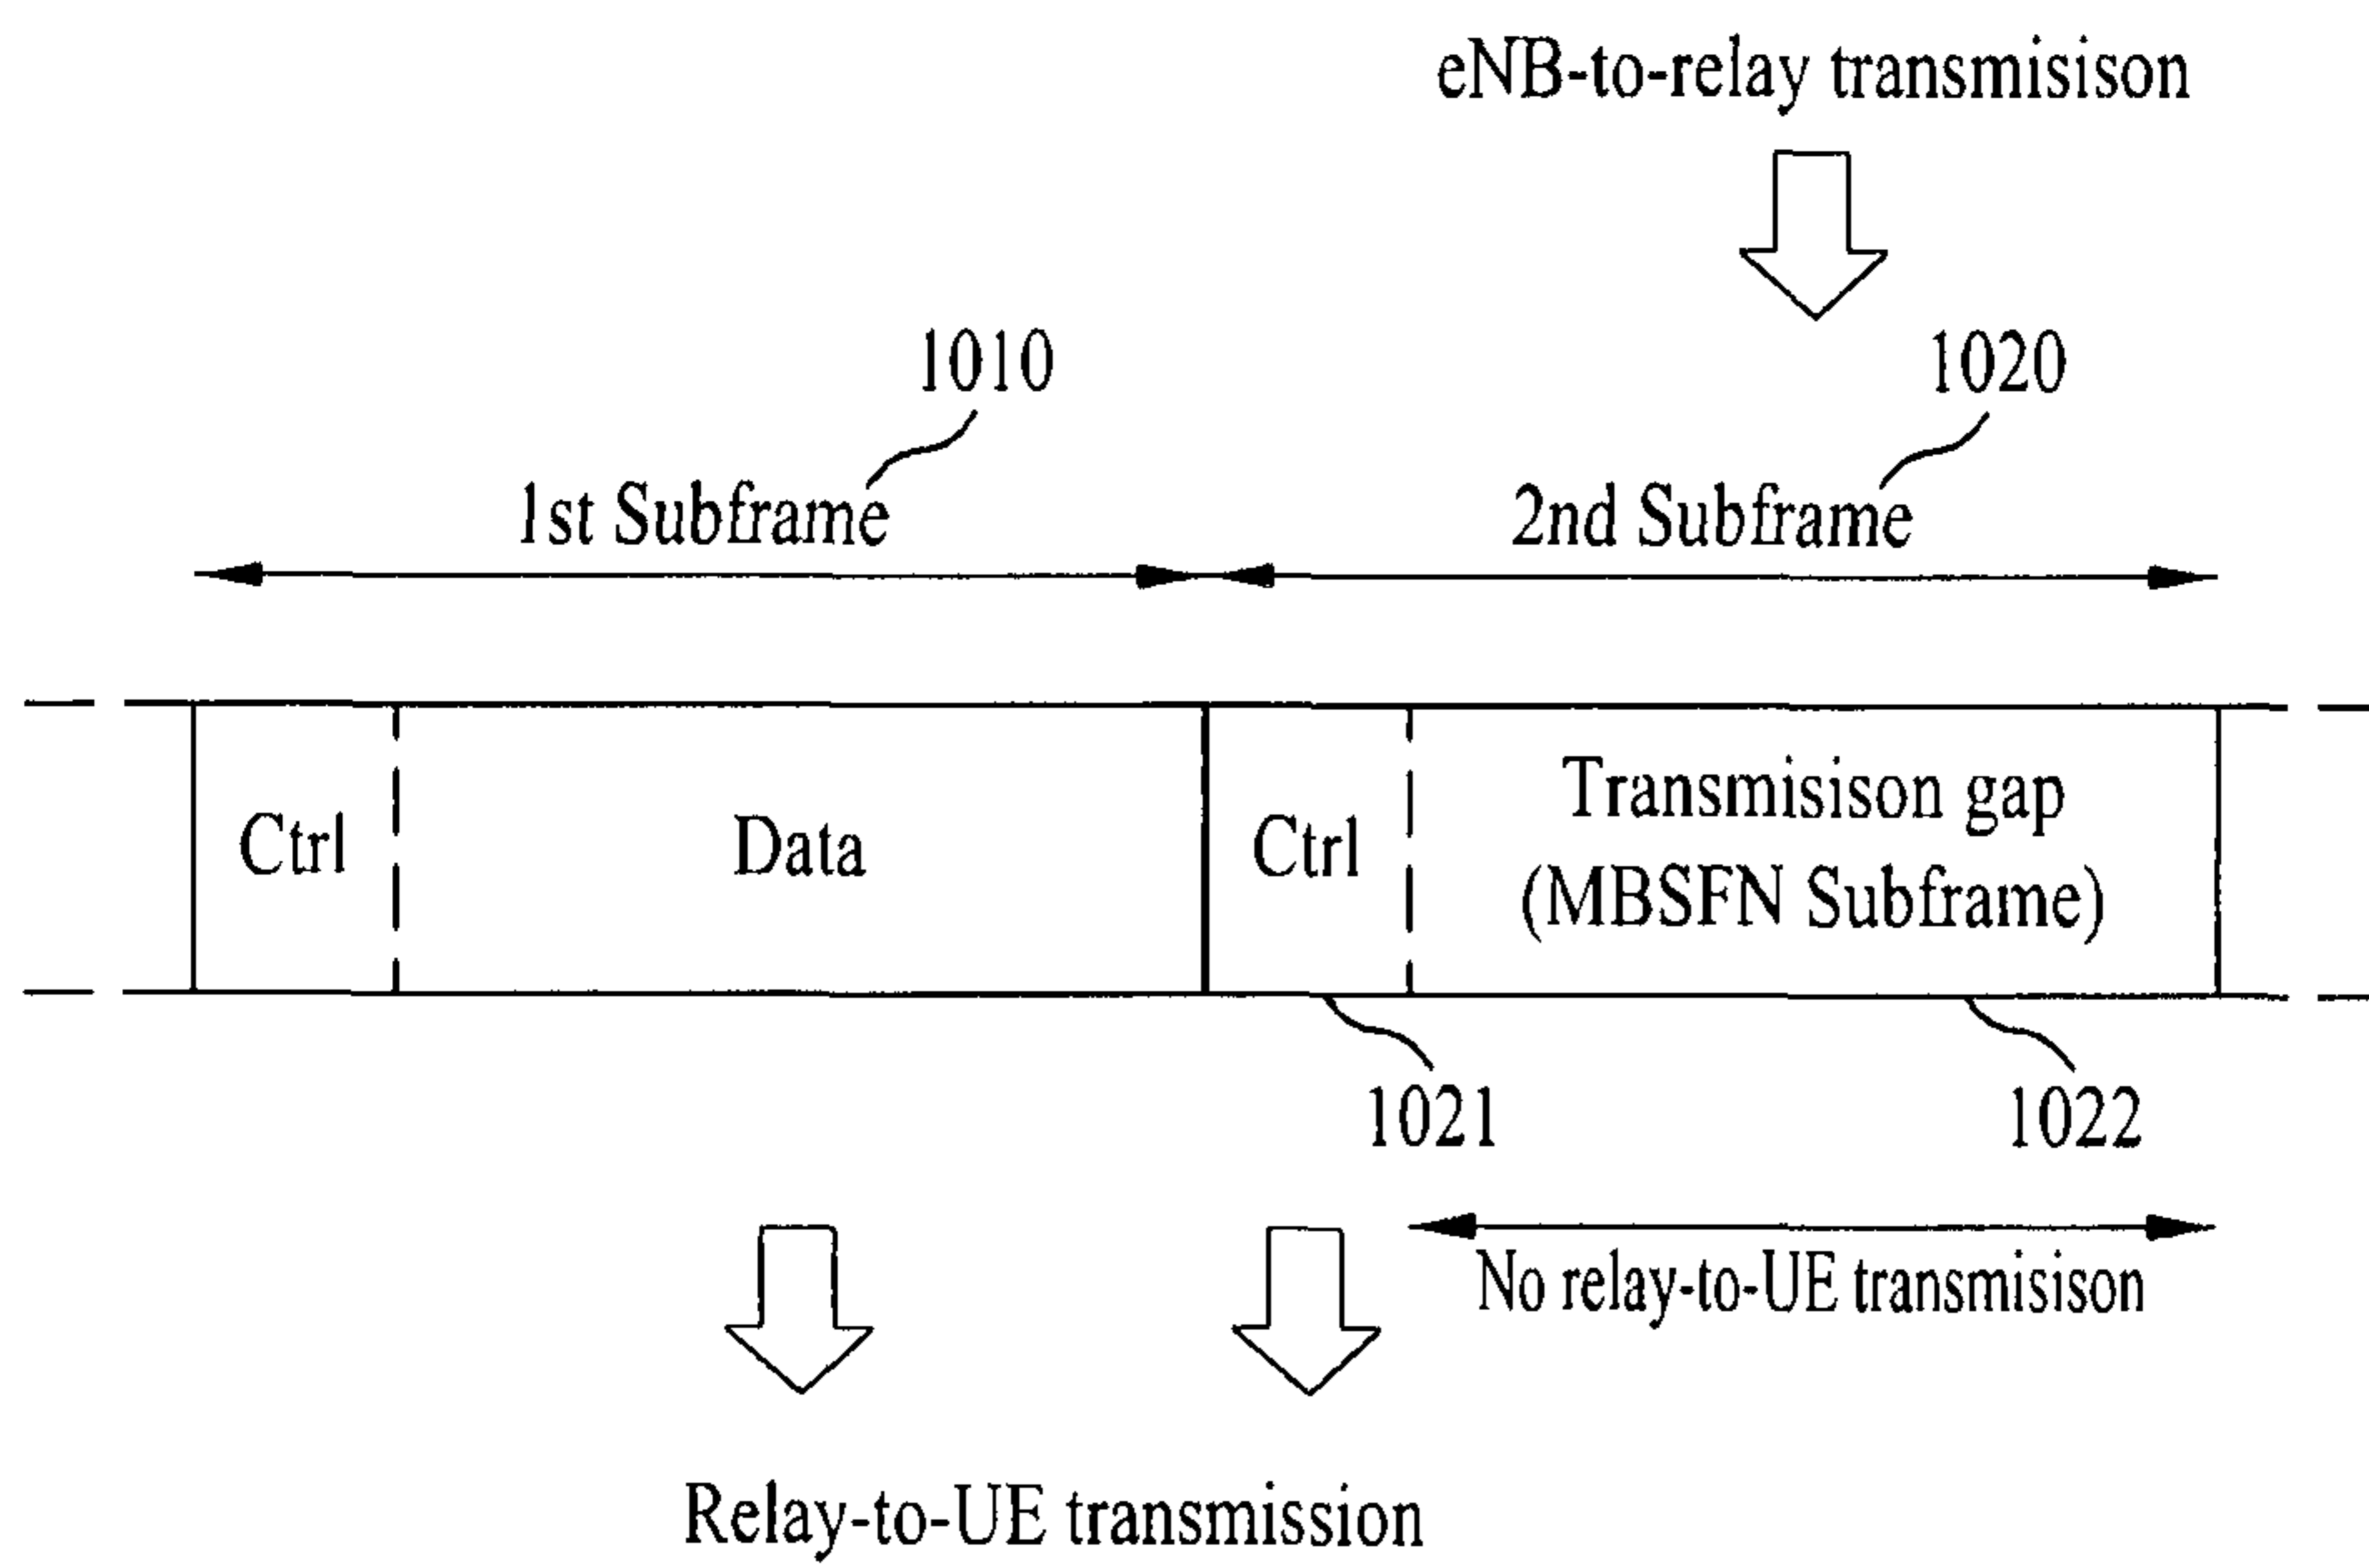 eNB-to-relay transmisison
1010
1020
1st Subframe
2nd Subframe
Ctrl
Data
Ctrl
Transmisison gap
(MBSFN Subframe)
1021
1022
No relay-to-UE transmisison
Relay-to-UE transmission